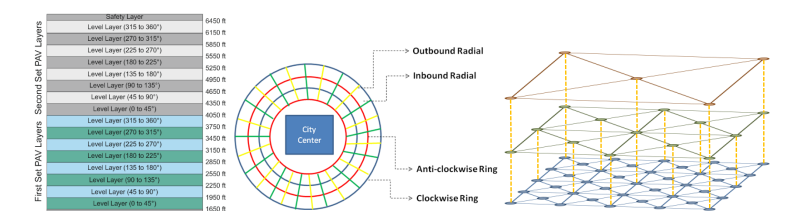 Safety Layer
Level Layer (315 to 360°)
Level Layer (270 to 315°)
Level Layer (225 to 270°)
Level Layer (180 to 225°)
Level Layer (135 to 180°)
Level Layer (90 to 135°)
Level Layer (45 to 90°)
Level Layer (0 to 45°)
Level Layer (315 to 360°)
Level Layer (270 to 315°)
Level Layer (225 to 270°)
Level Layer (180 to 225°)
Level Layer (135 to 180°)
Level Layer (90 to 135°)
Level Layer (45 to 90°)
Level Layer (0 to 45°)
Second Set PAV Layers
First Set PAV Layers
6450 ft
6150 ft
5850 ft
5550 ft
5250 ft
4950 ft
4650 ft
4350 ft
4050 ft
3750 ft
3450 ft
3150 ft
2850 ft
2550 ft
2250 ft
1950 ft
1650 ft
City
Center
Outbound Radial
Inbound Radial
Anti-clockwise Ring
Clockwise Ring